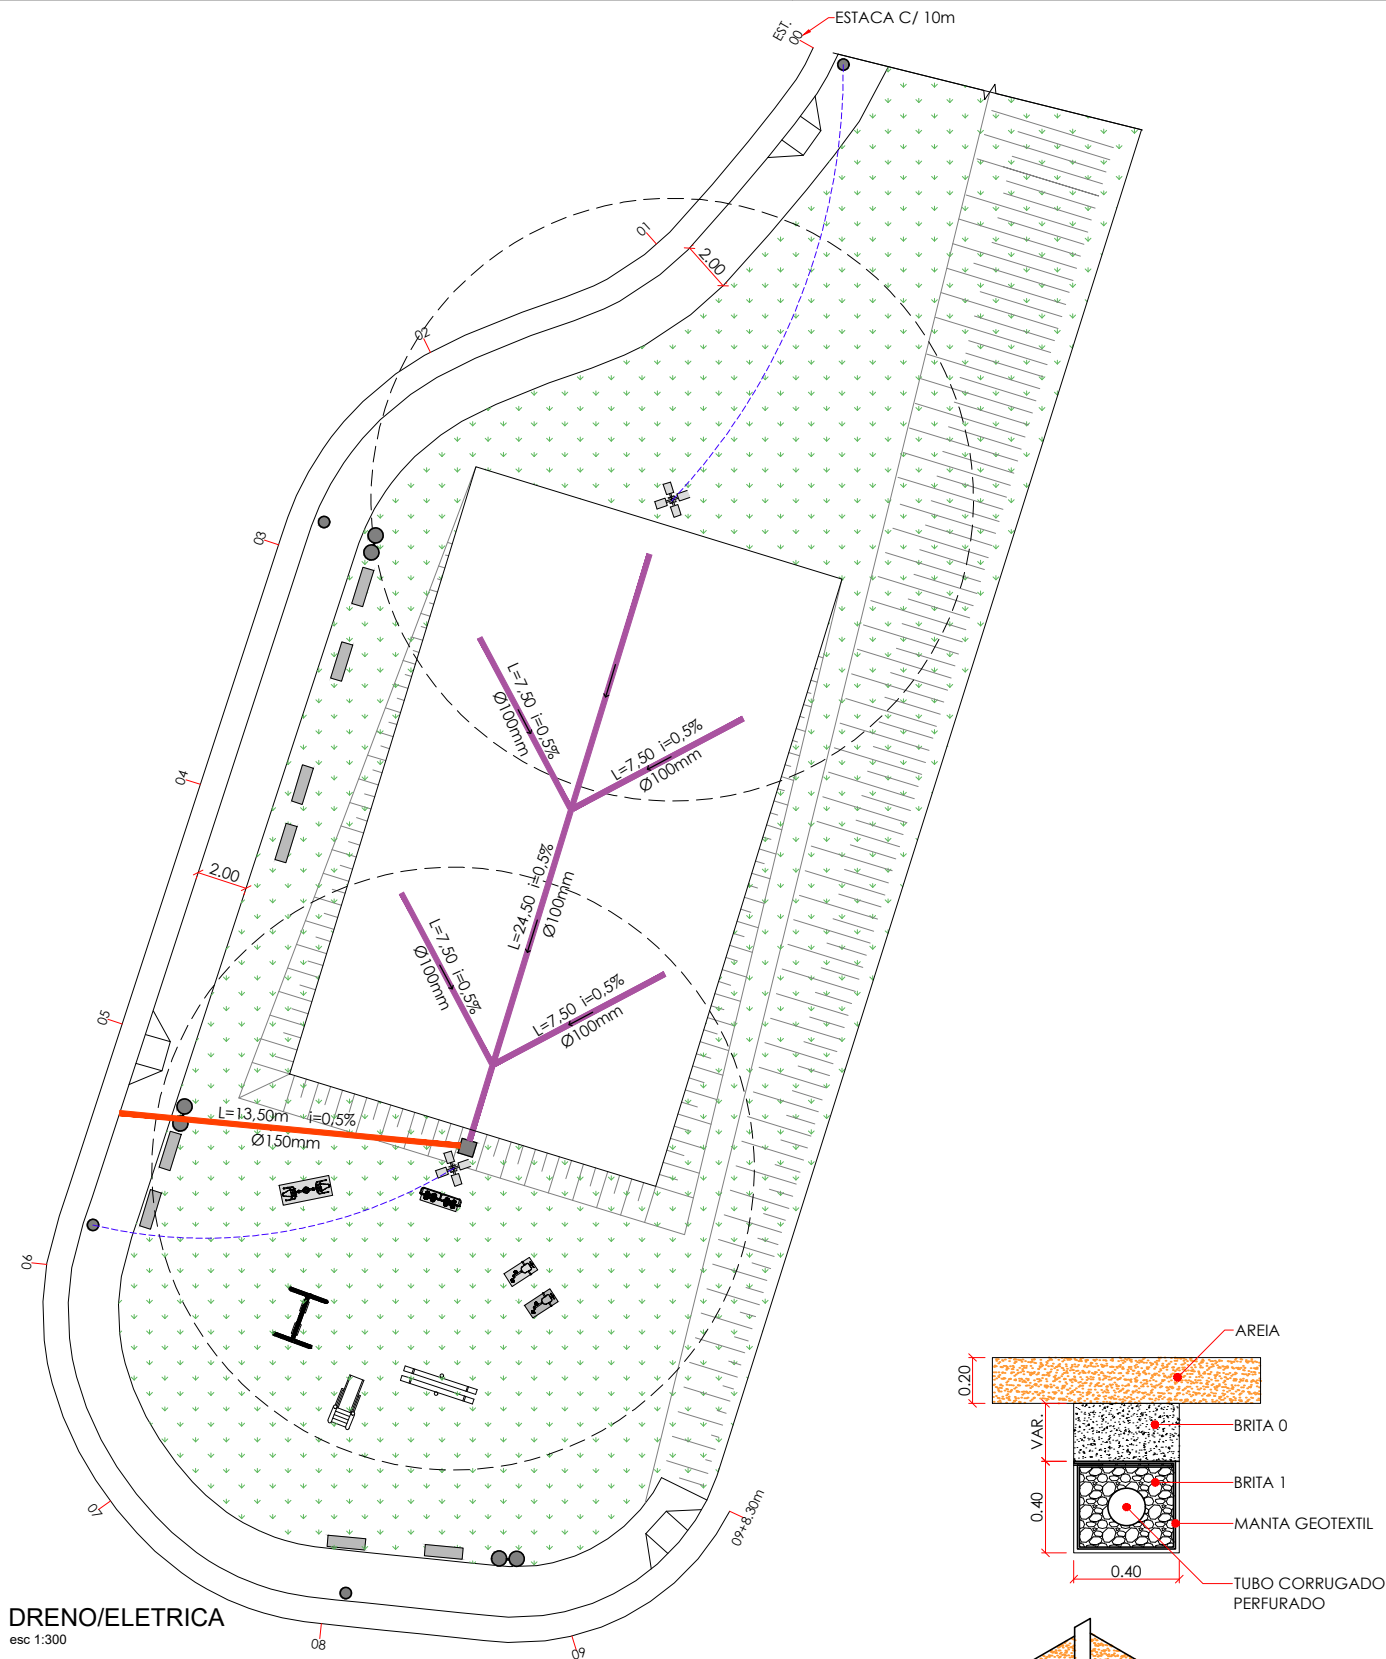 ESTACA C/ 10m
EST.
00
01
2.00
02
03
L=7,50 i=0,5%
Ø100mm
L=7,50 i=0,5%
Ø100mm
04
2.00
L=24,50 i=0,5%
Ø100mm
L=7,50 i=0,5%
Ø100mm
L=7,50 i=0,5%
Ø100mm
05
L=13,50m i=0,5%
Ø150mm
06
07
08
09
09+8.30m
AREIA
0.20
VAR.
BRITA 0
BRITA 1
0.40
MANTA GEOTEXTIL
0.40
TUBO CORRUGADO
PERFURADO
DRENO/ELETRICA
esc 1:300